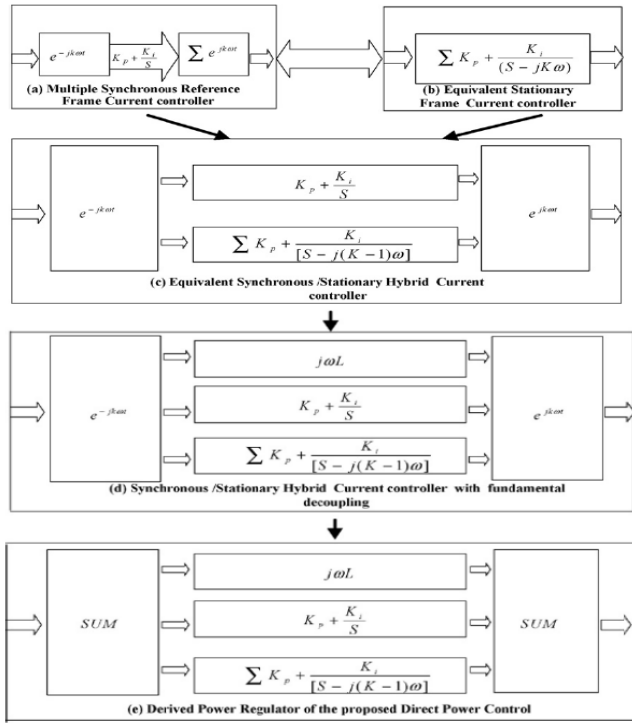 e^{-jkωt}
K_p + K_i/S
∑ e^{jkωt}
(a) Multiple Synchronous Reference
Frame Current controller
∑ K_p + K_i/(S − jKω)
(b) Equivalent Stationary
Frame Current controller
e^{-jkωt}
K_p + K_i/S
∑ K_p + K_i/[S − j(K −1)ω]
e^{jkωt}
(c) Equivalent Synchronous /Stationary Hybrid Current
controller
e^{-jkωt}
jωL
K_p + K_i/S
∑ K_p + K_i/[S − j(K −1)ω]
e^{jkωt}
(d) Synchronous /Stationary Hybrid Current controller with fundamental
decoupling
SUM
jωL
K_p + K_i/S
∑ K_p + K_i/[S − j(K −1)ω]
SUM
(e) Derived Power Regulator of the proposed Direct Power Control